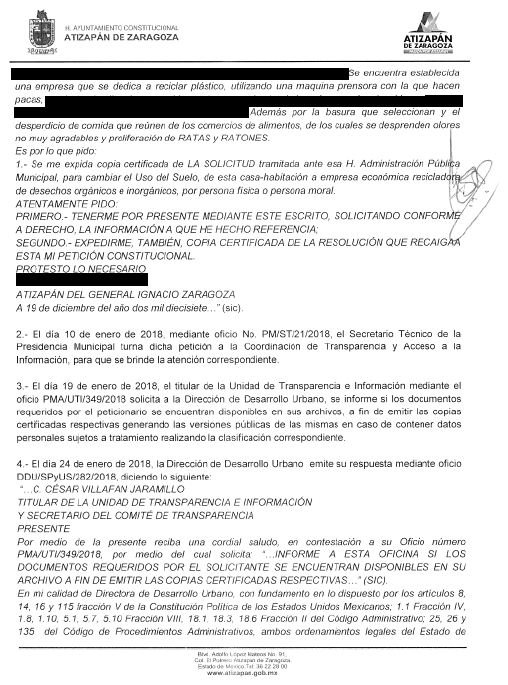 H. AYUNTAMIENTO CONSTITUCIONAL
ATIZAPÁN DE ZARAGOZA
ATIZAPÁN
DE ZARAGOZA
Se encuentra establecida
una empresa que se dedica a reciclar plástico, utilizando una maquina prensora con la que hacen
pacas,
Además por la basura que seleccionan y el
desperdicio de comida que reúnen de los comercios de alimentos, de los cuales se desprenden olores
no muy agradables y proliferación de RATAS y RATONES.
Es por lo que pido:
1.- Se me expida copia certificada de LA SOLICITUD tramitada ante esa H. Administración Pública
Municipal, para cambiar el Uso del Suelo, de esta casa-habitación a empresa económica recicladora
de desechos orgánicos e inorgánicos, por persona física o persona moral.
ATENTAMENTE PIDO:
PRIMERO.- TENERME POR PRESENTE MEDIANTE ESTE ESCRITO, SOLICITANDO CONFORME
A DERECHO, LA INFORMACIÓN A QUE HE HECHO REFERENCIA;
SEGUNDO.- EXPEDIRME, TAMBIÉN, COPIA CERTIFICADA DE LA RESOLUCIÓN QUE RECAIGA A
ESTA MI PETICIÓN CONSTITUCIONAL.
PROTESTO LO NECESARIO
ATIZAPÁN DEL GENERAL IGNACIO ZARAGOZA
A 19 de diciembre del año dos mil diecisiete…” (sic).
2.- El día 10 de enero de 2018, mediante oficio No. PM/ST/21/2018, el Secretario Técnico de la
Presidencia Municipal turna dicha petición a la Coordinación de Transparencia y Acceso a la
Información, para que se brinde la atención correspondiente.
3.- El día 19 de enero de 2018, el titular de la Unidad de Transparencia e Información mediante el
oficio PMA/UTI/349/2018 solicita a la Dirección de Desarrollo Urbano, se informe si los documentos
requeridos por el peticionario se encuentran disponibles en sus archivos, a fin de emitir las copias
certificadas respectivas generando las versiones públicas de las mismas en caso de contener datos
personales sujetos a tratamiento realizando la clasificación correspondiente.
4.- El día 24 de enero de 2018, la Dirección de Desarrollo Urbano emite su respuesta mediante oficio
DDU/SPyUS/282/2018, diciendo lo siguiente:
“…C. CÉSAR VILLAFAN JARAMILLO
TITULAR DE LA UNIDAD DE TRANSPARENCIA E INFORMACIÓN
Y SECRETARIO DEL COMITÉ DE TRANSPARENCIA
PRESENTE
Por medio de la presente reciba una cordial saludo, en contestación a su Oficio número
PMA/UTI/349/2018, por medio del cual solicita: “…INFORME A ESTA OFICINA SI LOS
DOCUMENTOS REQUERIDOS POR EL SOLICITANTE SE ENCUENTRAN DISPONIBLES EN SU
ARCHIVO A FIN DE EMITIR LAS COPIAS CERTIFICADAS RESPECTIVAS…” (SIC).
En mi calidad de Directora de Desarrollo Urbano, con fundamento en lo dispuesto por los artículos 8,
14, 16 y 115 fracción V de la Constitución Política de los Estados Unidos Mexicanos; 1.1 Fracción IV,
1.8, 1.10, 5.1, 5.7, 5.10 Fracción VIII, 18.1, 18.3, 18.6 Fracción II del Código Administrativo; 25, 26 y
135 del Código de Procedimientos Administrativos, ambos ordenamientos legales del Estado de
Blvd. Adolfo López Mateos No. 91,
Col. El Potrero Atizapán de Zaragoza,
Estado de México.Tel: 36 22 28 00
www.atizapan.gob.mx